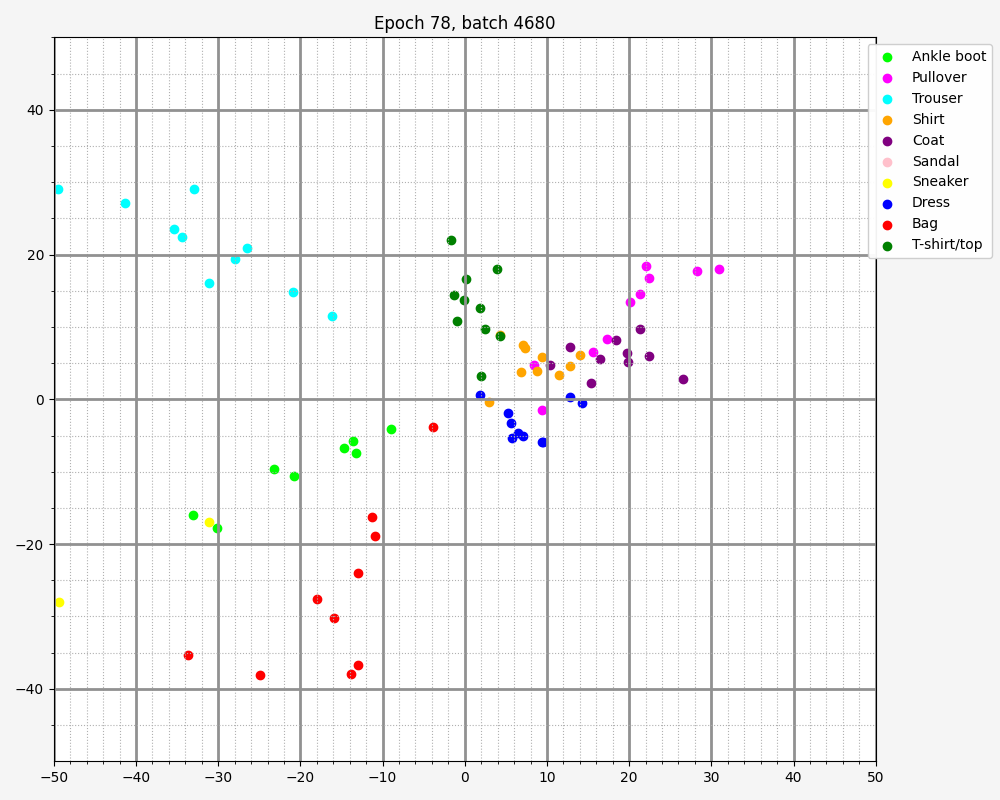 Epoch 78, batch 4680
40
20
0
−20
−40
−50
−40
−30
−20
−10
0
10
20
30
40
50
Ankle boot
Pullover
Trouser
Shirt
Coat
Sandal
Sneaker
Dress
Bag
T-shirt/top